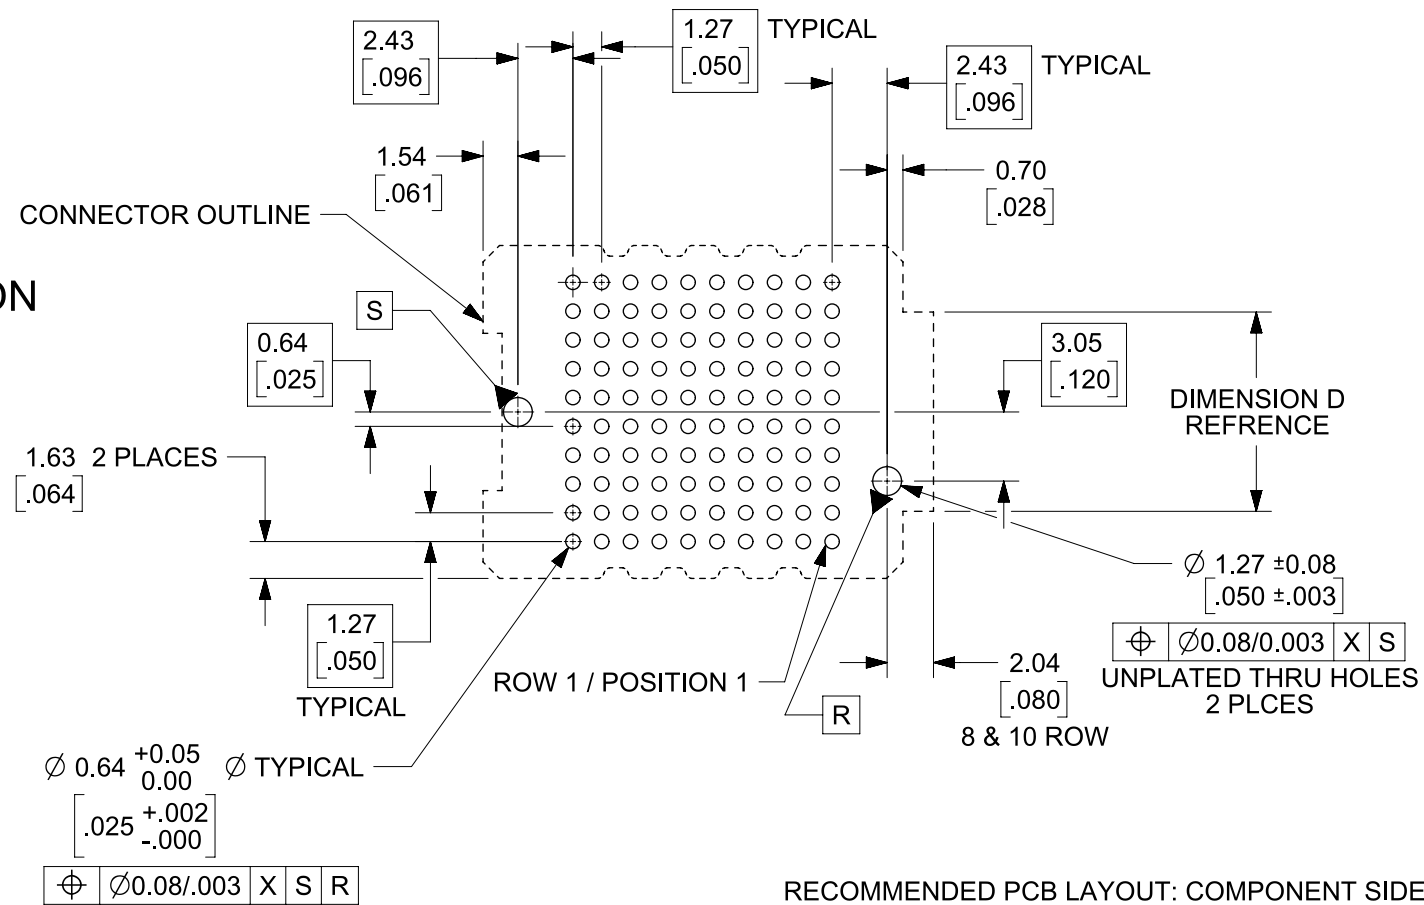 2.43
[.096]
1.27 TYPICAL
[.050]
2.43 TYPICAL
[.096]
1.54
[.061]
0.70
[.028]
CONNECTOR OUTLINE
ON
S
0.64
[.025]
3.05
[.120]
DIMENSION D
REFRENCE
1.63 2 PLACES
[.064]
1.27
[.050]
TYPICAL
ROW 1 / POSITION 1
R
2.04
[.080]
8 & 10 ROW
∅ 1.27 ±0.08
[.050 ±.003]
⌖ ∅0.08/0.003 X S
UNPLATED THRU HOLES
2 PLCES
∅ 0.64 +0.05 0.00 ∅ TYPICAL
[.025 +.002 -.000]
⌖ ∅0.08/.003 X S R
RECOMMENDED PCB LAYOUT: COMPONENT SIDE